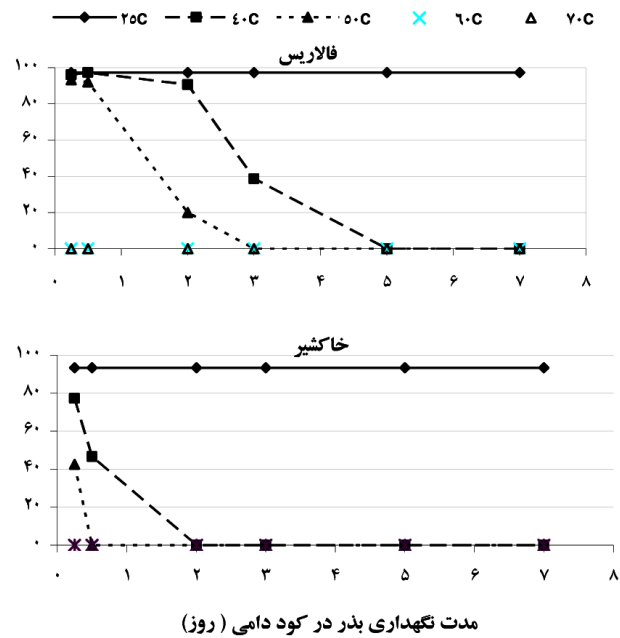 ۲۵C ٤٠C ۵۰C ٦٠C ۷۰C
فالاریس
۱۰۰
۸۰
۶۰
۴۰
۲۰
۰
۰ ۱ ۲ ۳ ۴ ۵ ۶ ۷ ۸
خاکشیر
۱۰۰
۸۰
۶۰
۴۰
۲۰
۰
۰ ۱ ۲ ۳ ۴ ۵ ۶ ۷ ۸
مدت نگهداری بذر در کود دامی ( روز)